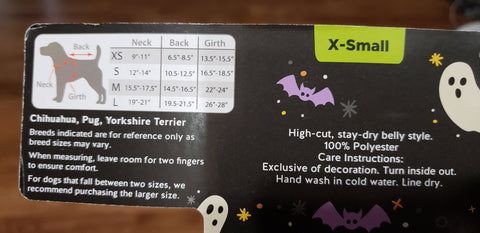 Neck Back Girth
XS 9"-11" 6.5"-8.5" 13.5"-15.5"
S 12"-14" 10.5"-12.5" 16.5"-18.5"
M 15.5"-17.5" 14.5"-16.5" 22"-24"
L 19"-21" 19.5"-21.5" 26"-28"
Back
Neck
Girth
Chihuahua, Pug, Yorkshire Terrier
Breeds indicated are for reference only as
breed sizes may vary.
When measuring, leave room for two fingers
to ensure comfort.
For dogs that fall between two sizes, we
recommend purchasing the larger size.
X-Small
High-cut, stay-dry belly style.
100% Polyester
Care Instructions:
Exclusive of decoration. Turn inside out.
Hand wash in cold water. Line dry.